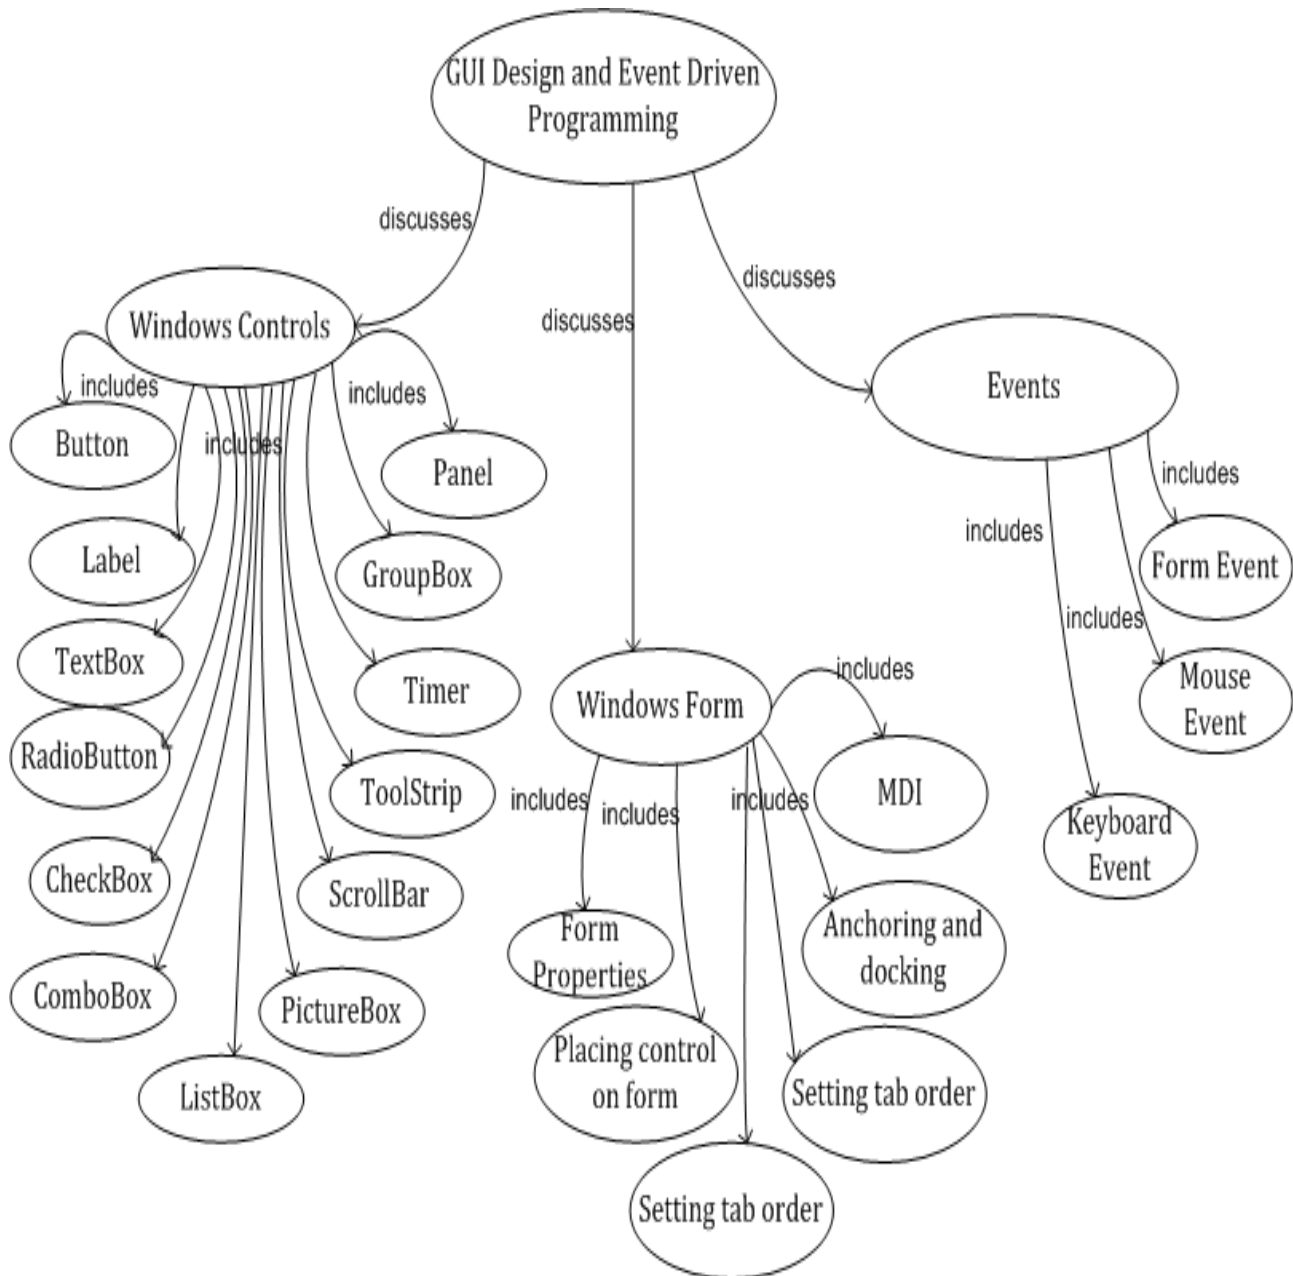 GUI Design and Event Driven
Programming
discusses
discusses
discusses
Windows Controls
includes
includes
includes
Button
Label
TextBox
RadioButton
CheckBox
ComboBox
ListBox
PictureBox
ScrollBar
ToolStrip
Timer
GroupBox
Panel
Windows Form
includes
includes
includes
includes
Form
Properties
Placing control
on form
Setting tab order
Setting tab order
Anchoring and
docking
MDI
Events
includes
includes
includes
Form Event
Mouse
Event
Keyboard
Event